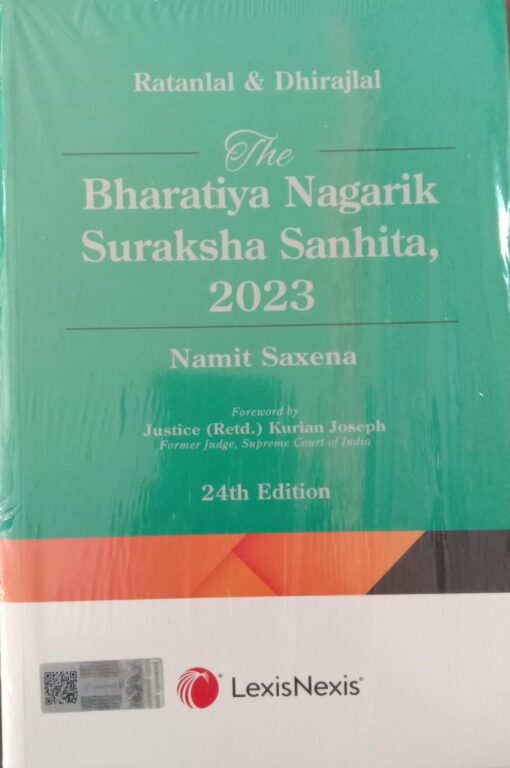 Ratanlal & Dhirajlal
The
Bharatiya Nagarik
Suraksha Sanhita,
2023
Namit Saxena
Foreword by
Justice (Retd.) Kurian Joseph
Former Judge, Supreme Court of India
24th Edition
LexisNexis®